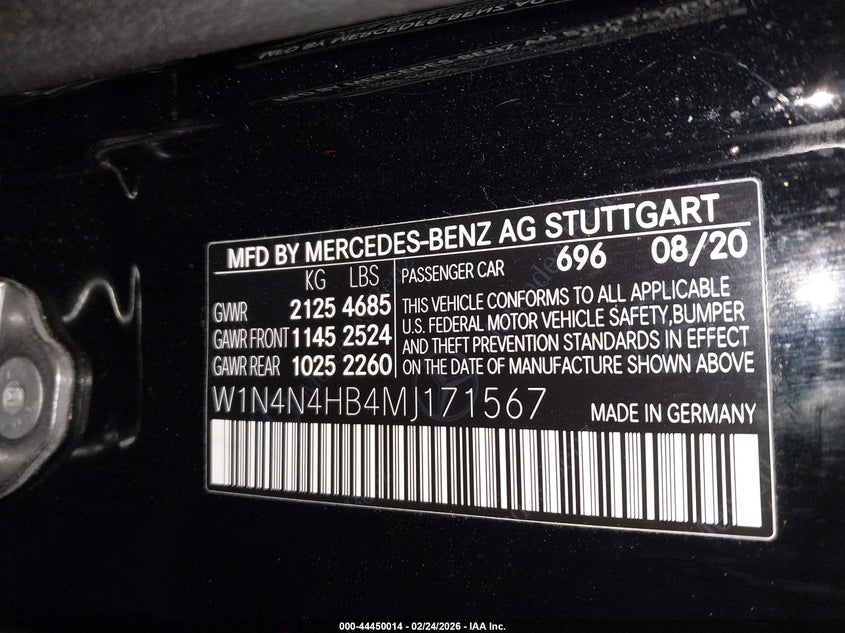 MFD BY MERCEDES-BENZ AG STUTTGART
KG LBS
GVWR 2125 4685
GAWR FRONT 1145 2524
GAWR REAR 1025 2260
PASSENGER CAR 696 08/20
THIS VEHICLE CONFORMS TO ALL APPLICABLE
U.S. FEDERAL MOTOR VEHICLE SAFETY,BUMPER
AND THEFT PREVENTION STANDARDS IN EFFECT
ON THE DATE OF MANUFACTURE SHOWN ABOVE
W1N4N4HB4MJ171567
MADE IN GERMANY
000-44450014 - 02/24/2026 - IAA Inc.